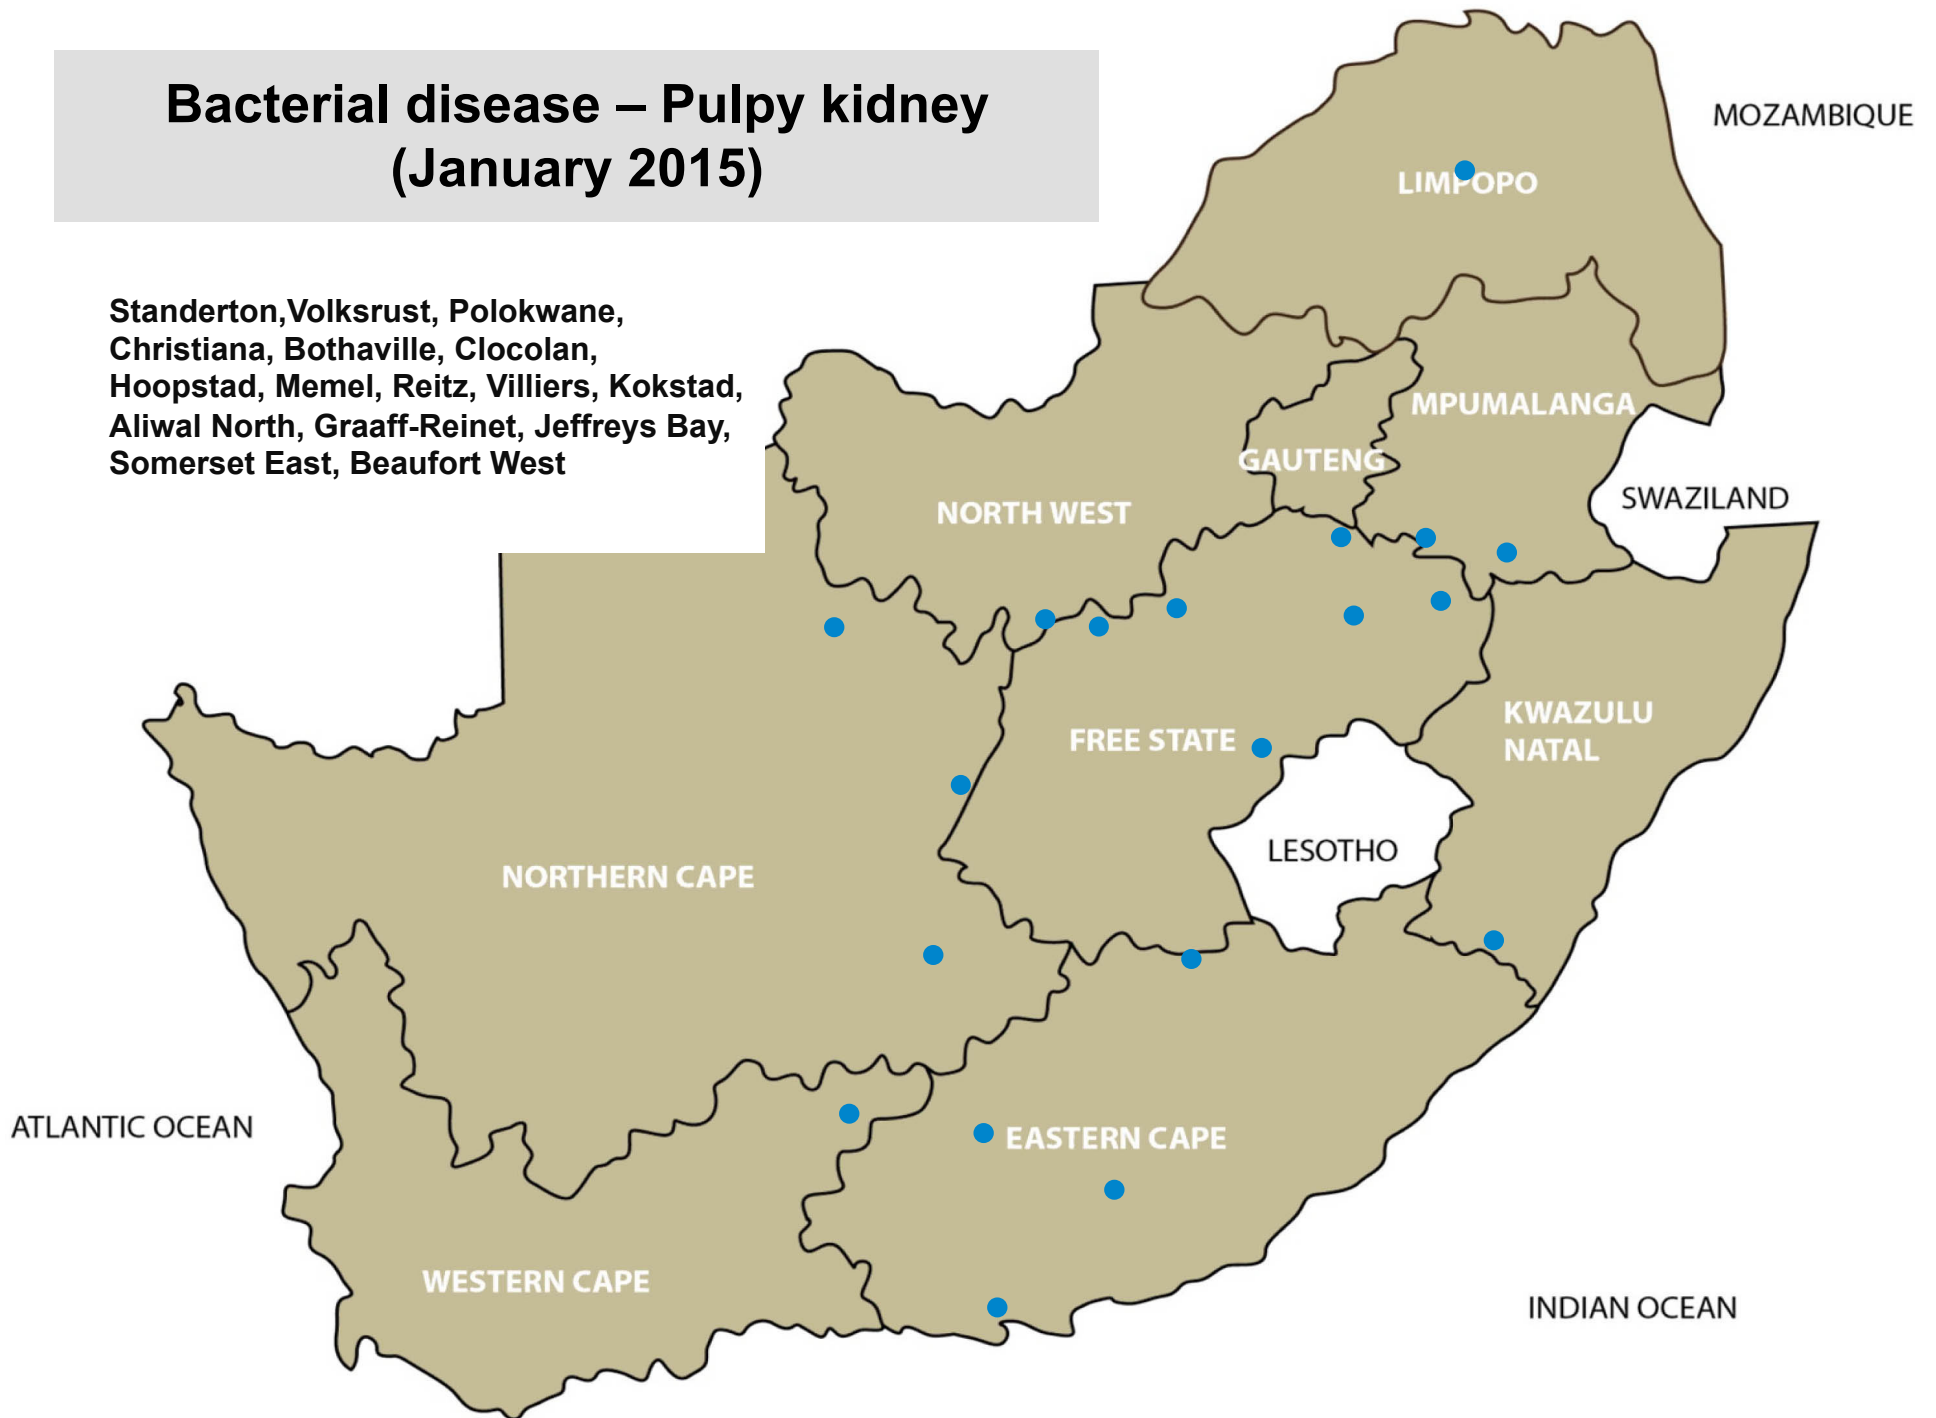 Bacterial disease – Pulpy kidney
(January 2015)
Standerton,Volksrust, Polokwane,
Christiana, Bothaville, Clocolan,
Hoopstad, Memel, Reitz, Villiers, Kokstad,
Aliwal North, Graaff-Reinet, Jeffreys Bay,
Somerset East, Beaufort West
MOZAMBIQUE
LIMPOPO
MPUMALANGA
GAUTENG
SWAZILAND
NORTH WEST
KWAZULU
NATAL
FREE STATE
LESOTHO
NORTHERN CAPE
ATLANTIC OCEAN
EASTERN CAPE
WESTERN CAPE
INDIAN OCEAN